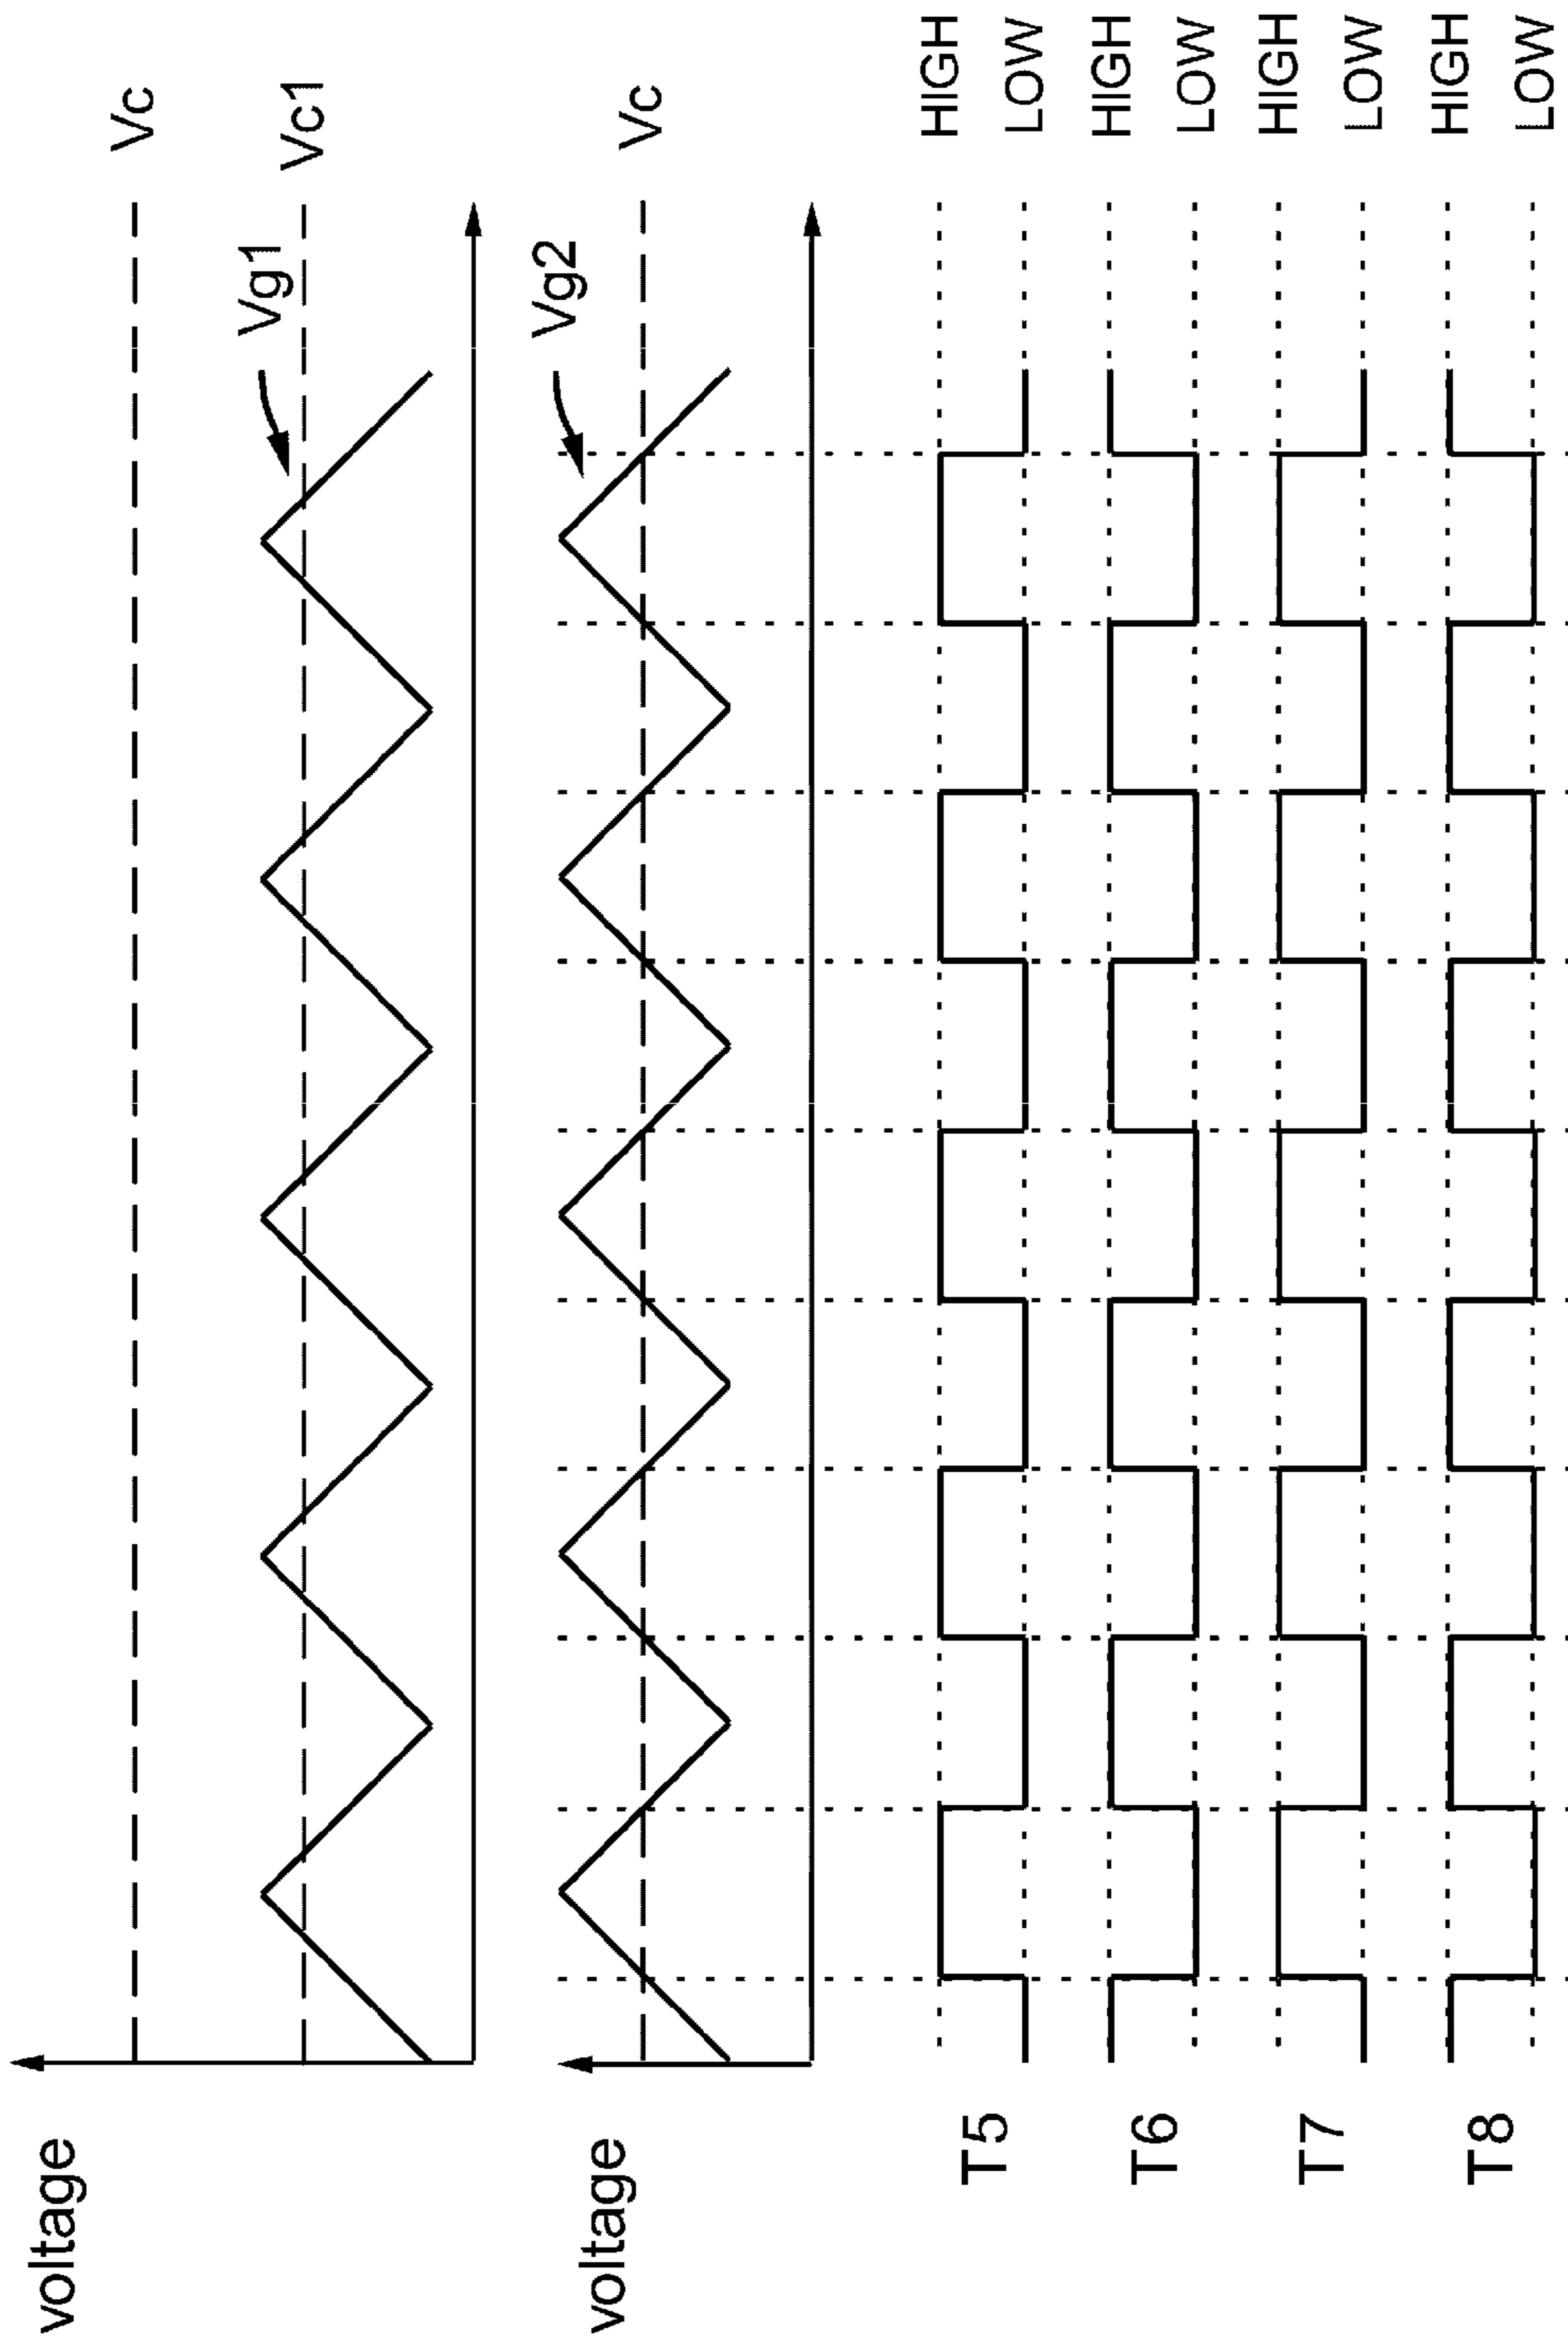 voltage
Vc
Vg1
Vc1
voltage
Vg2
Vc
T5
HIGH
LOW
T6
HIGH
LOW
T7
HIGH
LOW
T8
HIGH
LOW